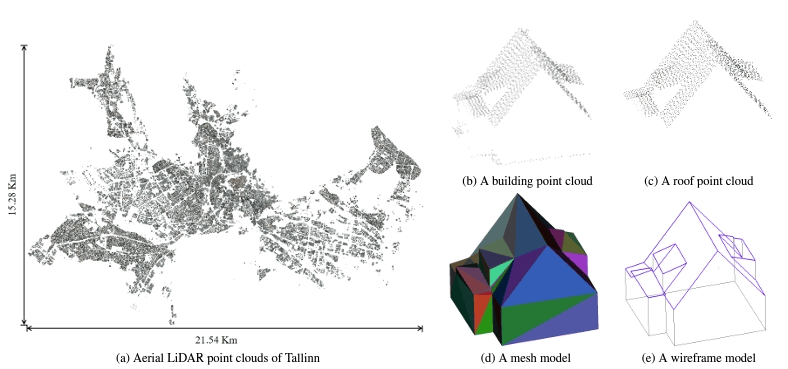 15.28 Km
21.54 Km
(a) Aerial LiDAR point clouds of Tallinn
(b) A building point cloud
(c) A roof point cloud
(d) A mesh model
(e) A wireframe model